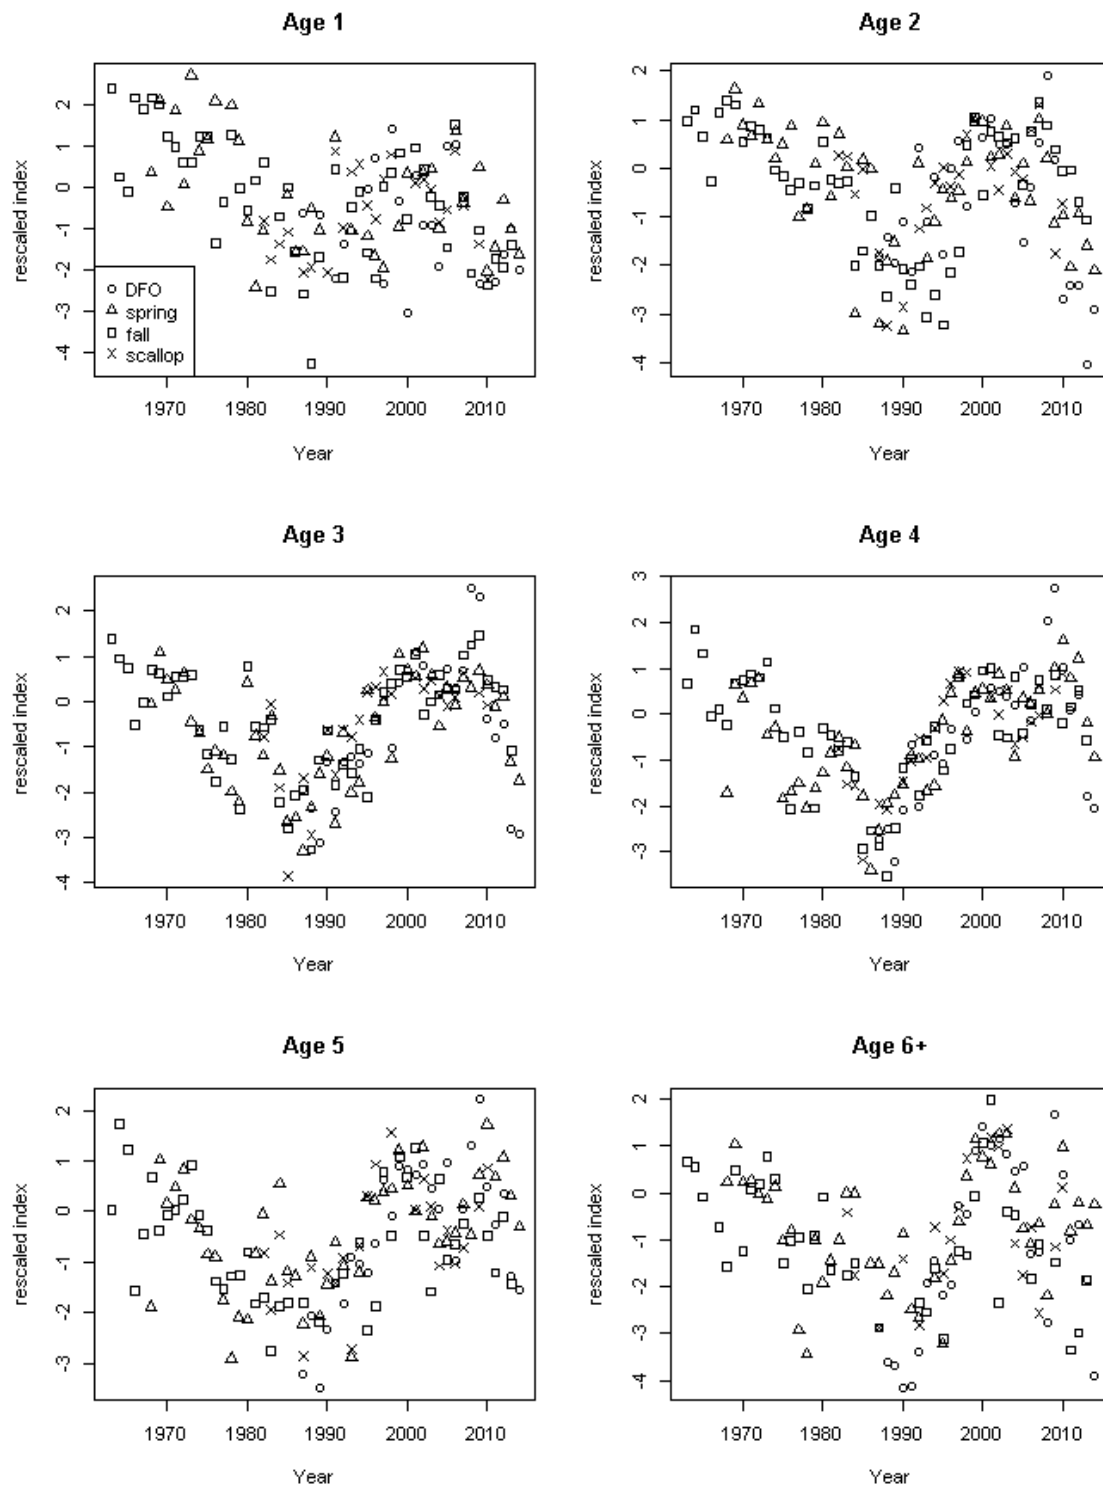 Age 1
Age 2
rescaled index
2
1
0
-1
-2
-3
-4
DFO
spring
fall
scallop
1970 1980 1990 2000 2010
Year
rescaled index
2
1
0
-1
-2
-3
-4
1970 1980 1990 2000 2010
Year
Age 3
Age 4
rescaled index
2
1
0
-1
-2
-3
-4
1970 1980 1990 2000 2010
Year
rescaled index
3
2
1
0
-1
-2
-3
1970 1980 1990 2000 2010
Year
Age 5
Age 6+
rescaled index
2
1
0
-1
-2
-3
1970 1980 1990 2000 2010
Year
rescaled index
2
1
0
-1
-2
-3
-4
1970 1980 1990 2000 2010
Year